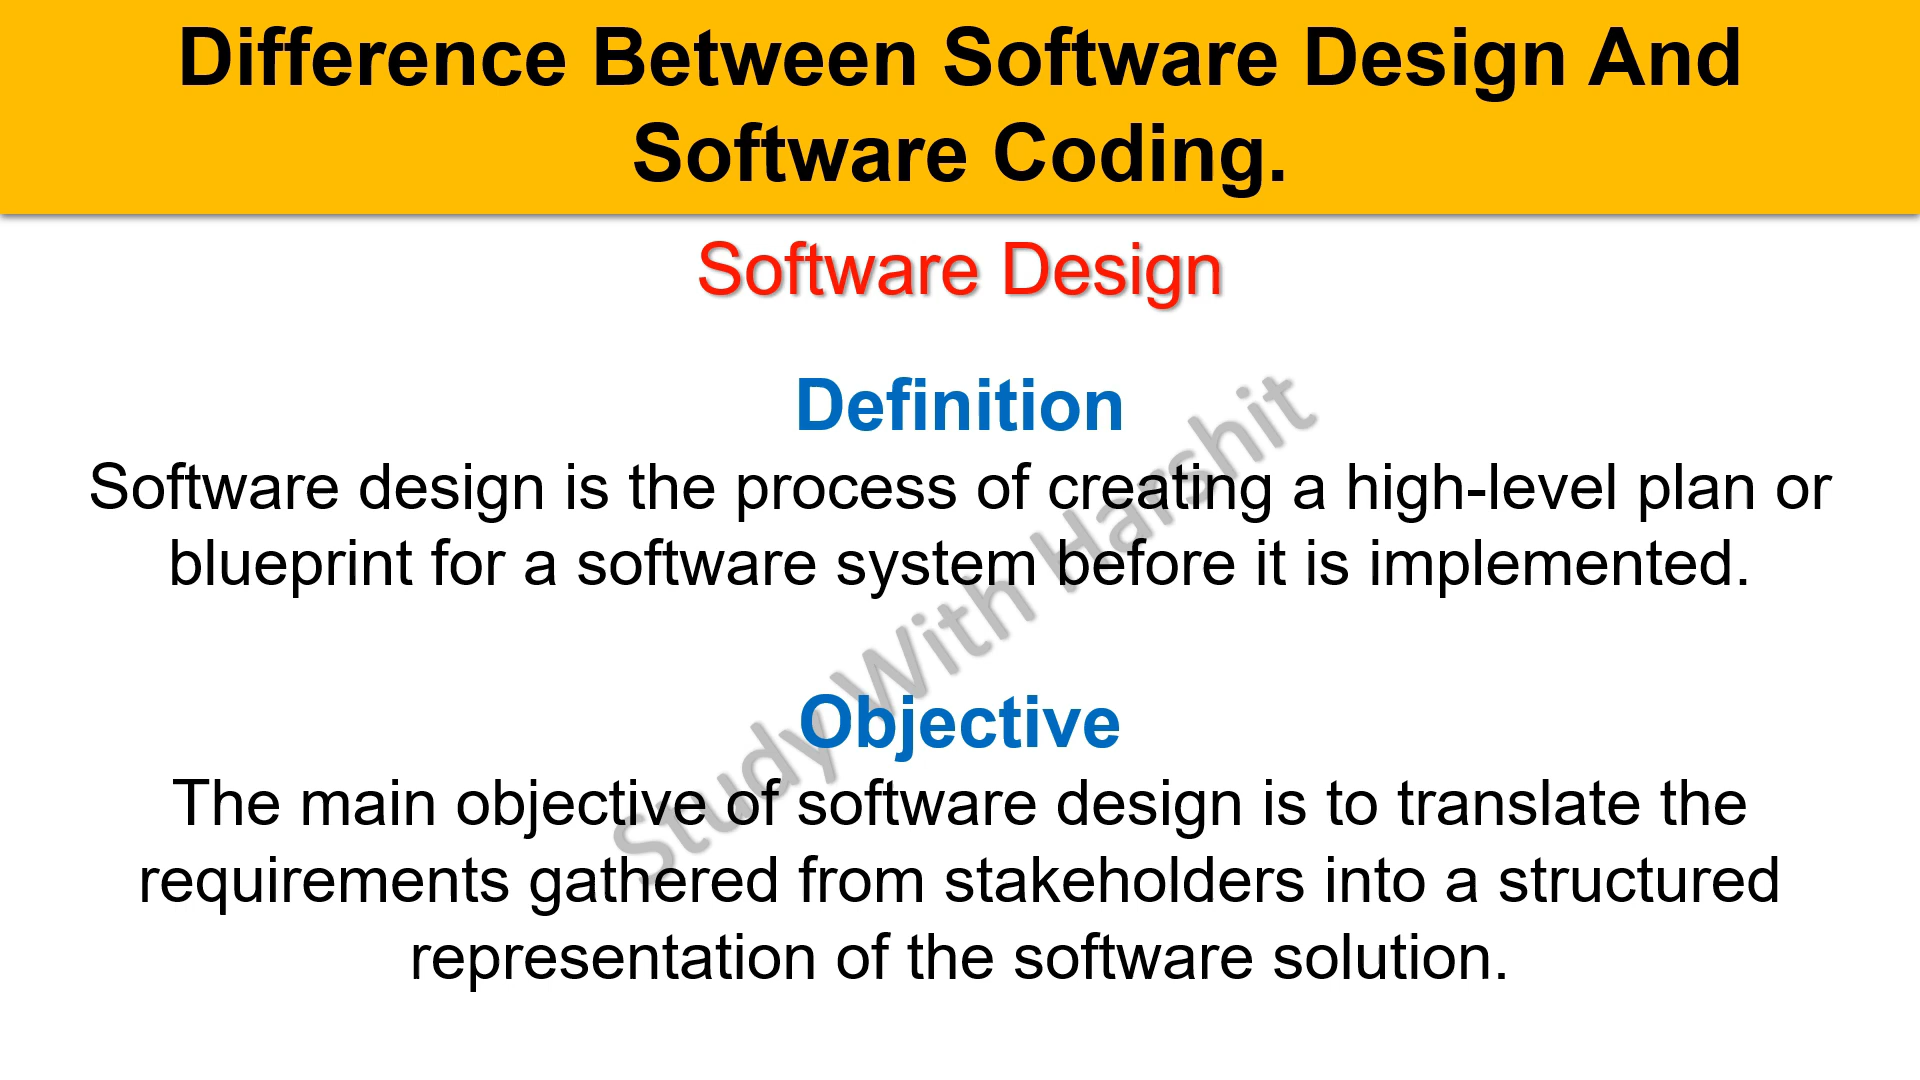 Difference Between Software Design And
Software Coding.
Software Design
Definition
Software design is the process of creating a high-level plan or
blueprint for a software system before it is implemented.
Objective
The main objective of software design is to translate the
requirements gathered from stakeholders into a structured
representation of the software solution.
Study With Harshit